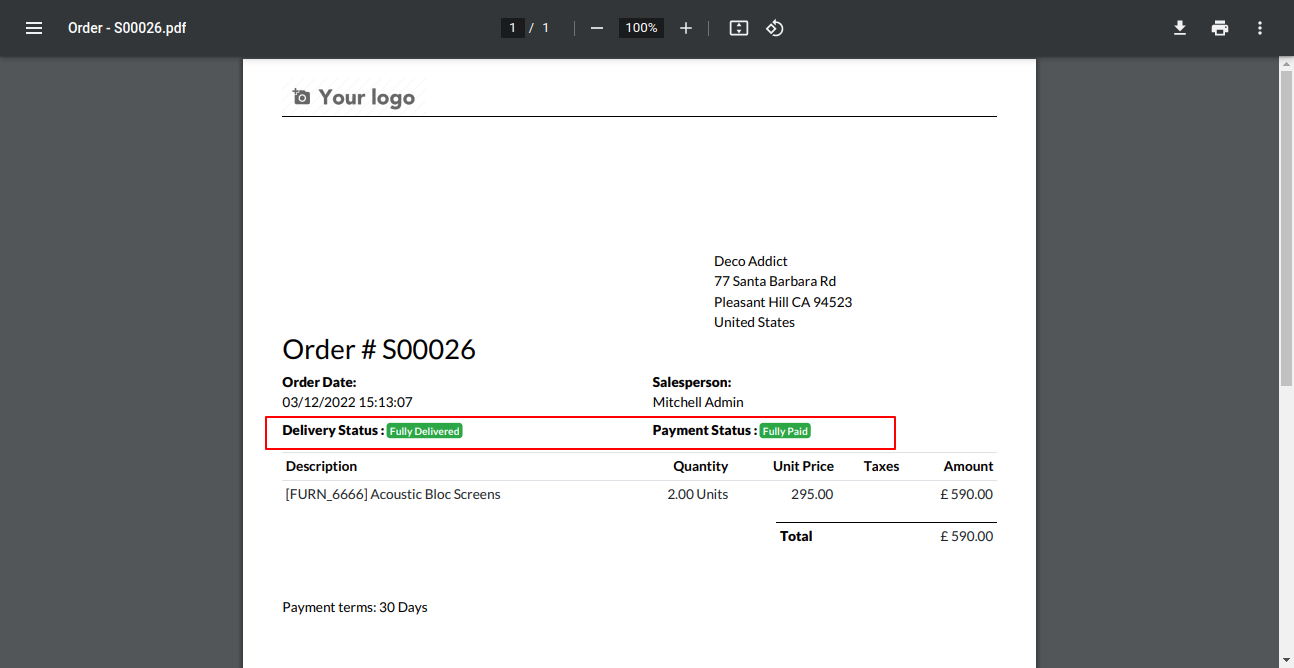 Order - S00026.pdf
1 / 1
100%
Your logo
Deco Addict
77 Santa Barbara Rd
Pleasant Hill CA 94523
United States
Order # S00026
Order Date: Salesperson:
03/12/2022 15:13:07 Mitchell Admin
Delivery Status : Fully Delivered Payment Status : Fully Paid
Description Quantity Unit Price Taxes Amount
[FURN_6666] Acoustic Bloc Screens 2.00 Units 295.00 £ 590.00
Total £ 590.00
Payment terms: 30 Days